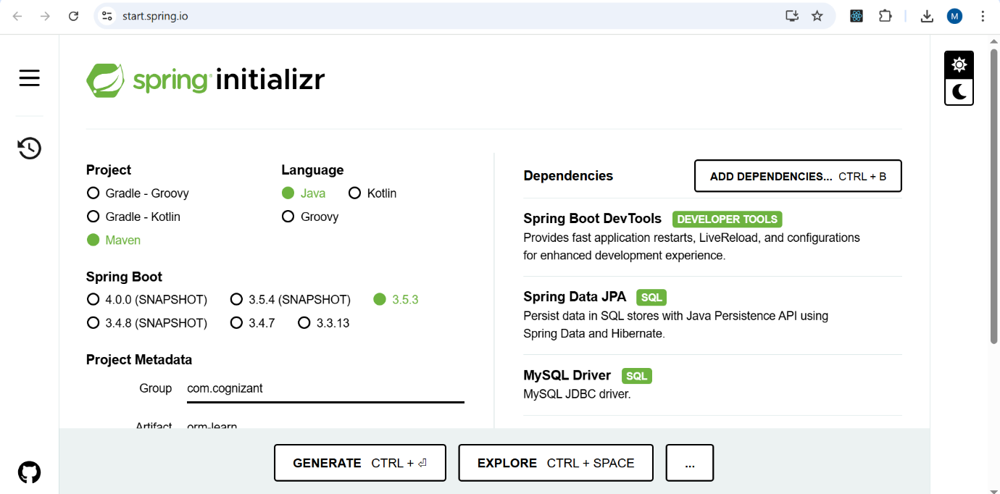 start.spring.io
M
spring initializr
Project
Gradle - Groovy
Gradle - Kotlin
Maven
Language
Java
Kotlin
Groovy
Spring Boot
4.0.0 (SNAPSHOT)
3.5.4 (SNAPSHOT)
3.5.3
3.4.8 (SNAPSHOT)
3.4.7
3.3.13
Project Metadata
Group com.cognizant
Artifact orm-learn
Dependencies
ADD DEPENDENCIES... CTRL + B
Spring Boot DevTools DEVELOPER TOOLS
Provides fast application restarts, LiveReload, and configurations
for enhanced development experience.
Spring Data JPA SQL
Persist data in SQL stores with Java Persistence API using
Spring Data and Hibernate.
MySQL Driver SQL
MySQL JDBC driver.
GENERATE CTRL + ⏎
EXPLORE CTRL + SPACE
...